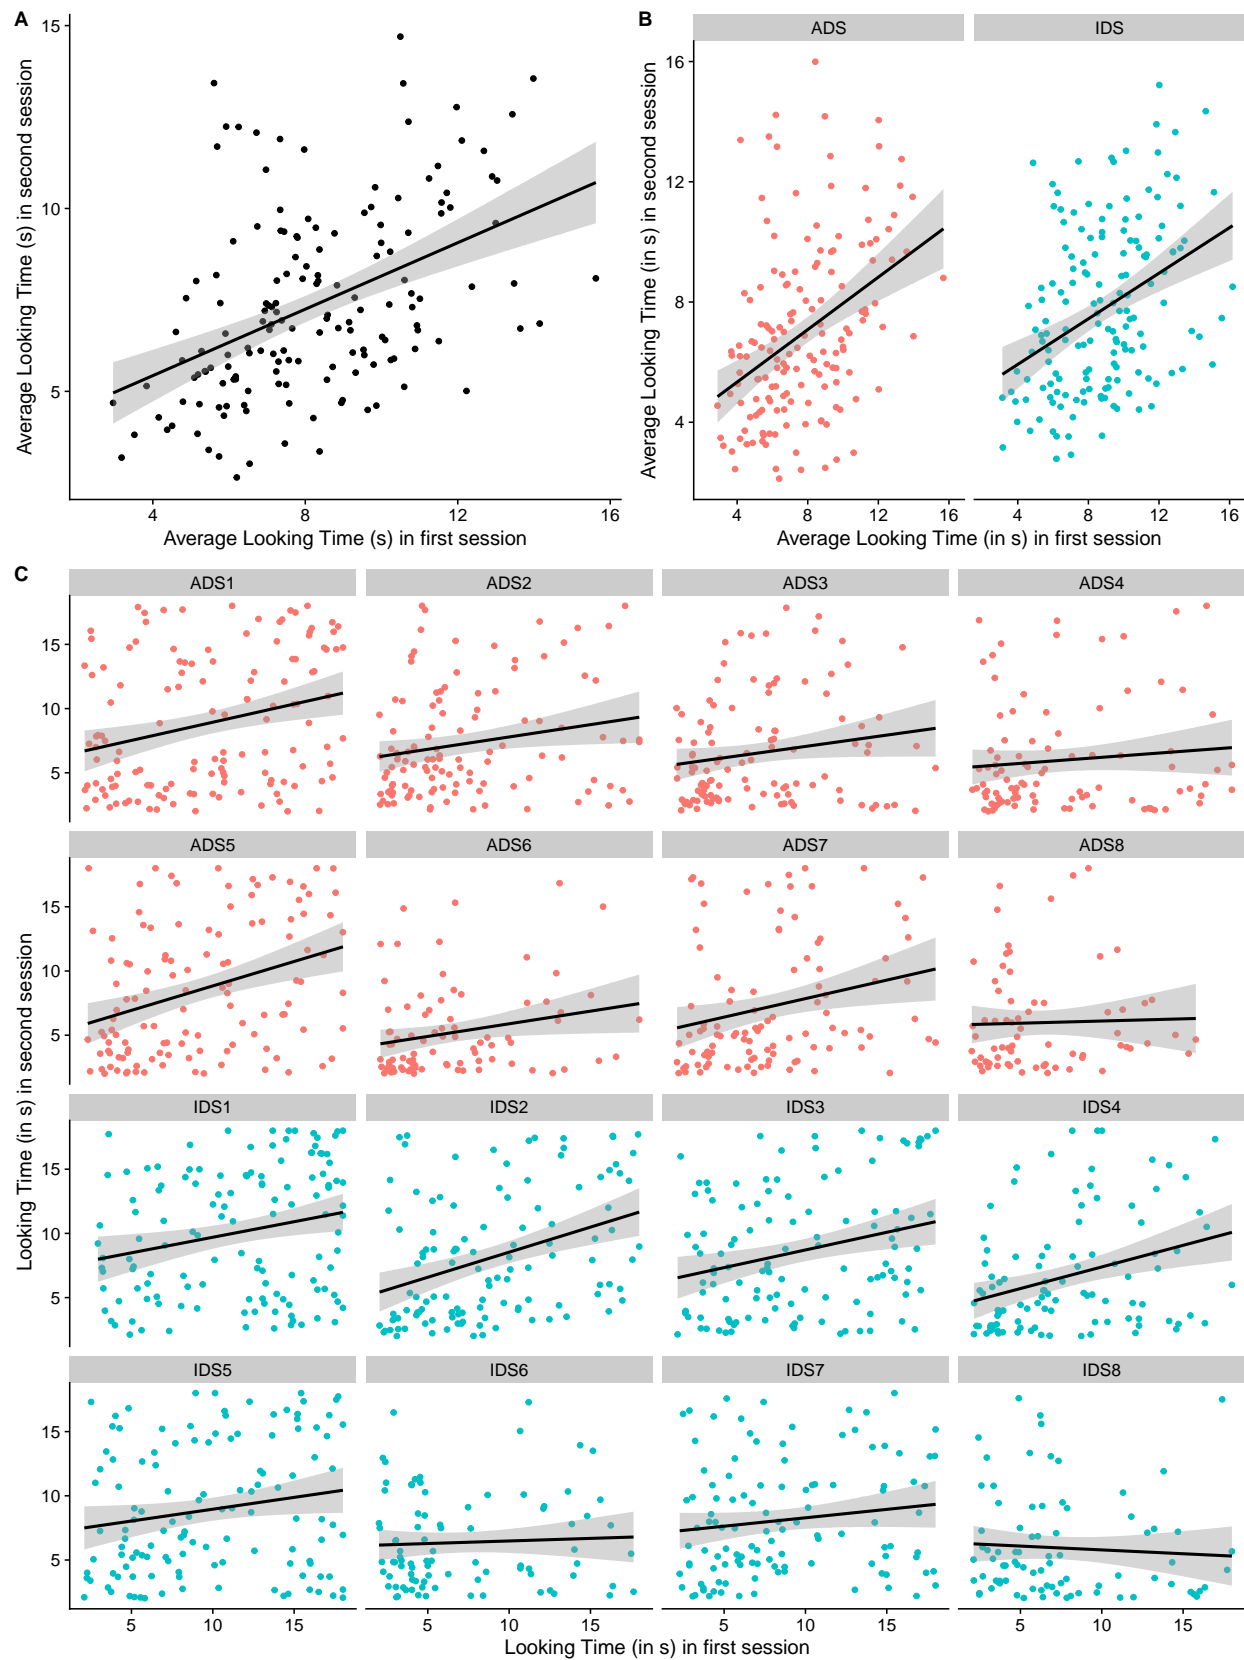 A
Average Looking Time (s) in second session
15
10
5
4 8 12 16
Average Looking Time (s) in first session
B
ADS IDS
Average Looking Time (in s) in second session
16
12
8
4
4 8 12 16 4 8 12 16
Average Looking Time (in s) in first session
C
Looking Time (in s) in second session
ADS1 ADS2 ADS3 ADS4
15
10
5
ADS5 ADS6 ADS7 ADS8
15
10
5
IDS1 IDS2 IDS3 IDS4
15
10
5
IDS5 IDS6 IDS7 IDS8
15
10
5
5 10 15 5 10 15 5 10 15 5 10 15
Looking Time (in s) in first session